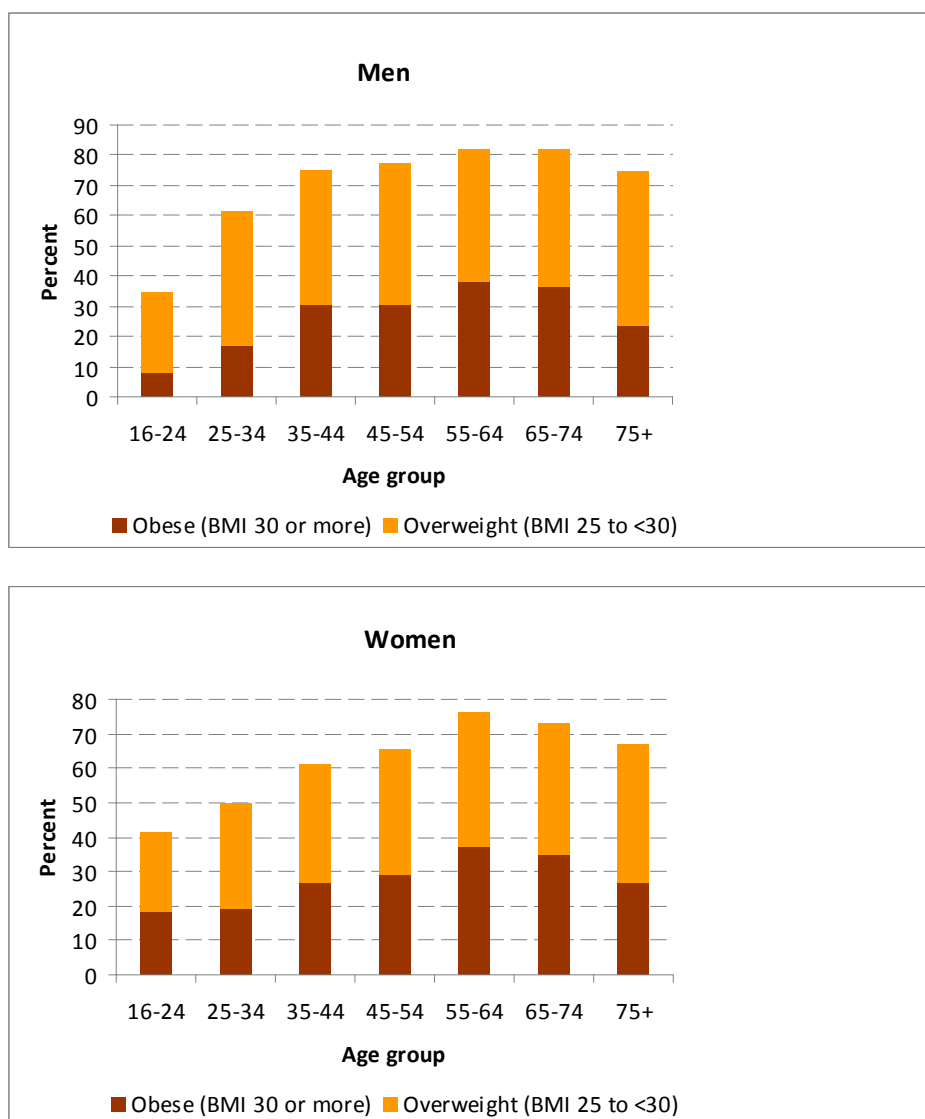 Men
90
80
70
60
50
40
30
20
10
0
Percent
16-24 25-34 35-44 45-54 55-64 65-74 75+
Age group
Obese (BMI 30 or more) Overweight (BMI 25 to <30)
Women
80
70
60
50
40
30
20
10
0
Percent
16-24 25-34 35-44 45-54 55-64 65-74 75+
Age group
Obese (BMI 30 or more) Overweight (BMI 25 to <30)